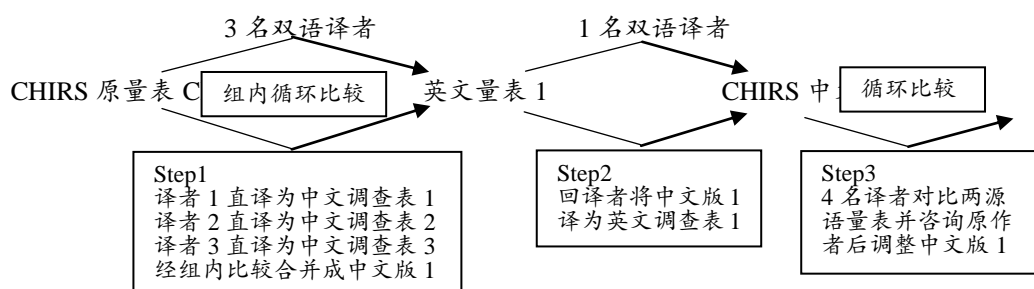 3 名双语译者
1 名双语译者
CHIRS 原量表 C
组内循环比较
英文量表 1
CHIRS 中
循环比较
Step1
译者 1 直译为中文调查表 1
译者 2 直译为中文调查表 2
译者 3 直译为中文调查表 3
经组内比较合并成中文版 1
Step2
回译者将中文版 1
译为英文调查表 1
Step3
4 名译者对比两源
语量表并咨询原作
者后调整中文版 1